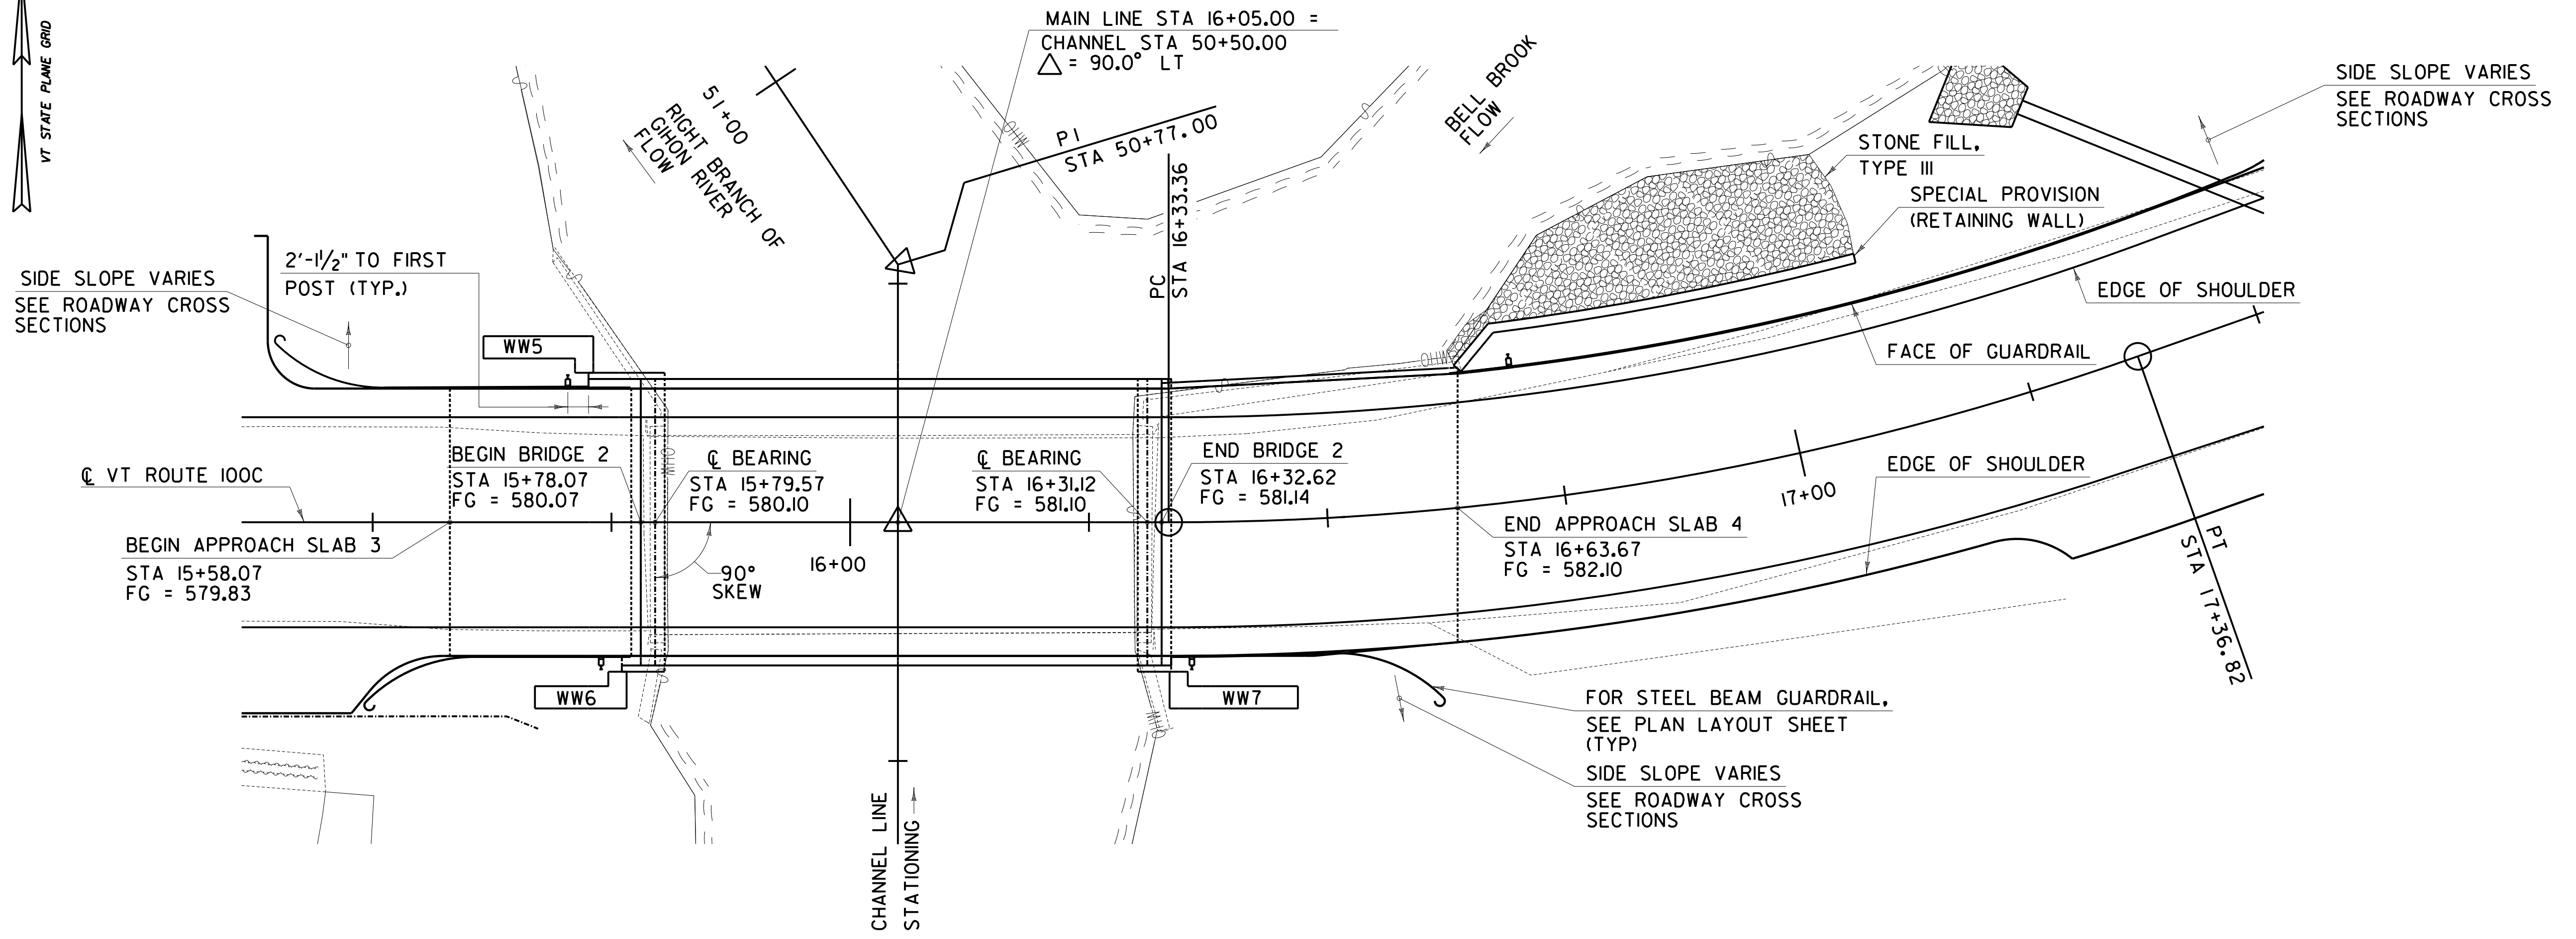 VT STATE PLANE GRID
MAIN LINE STA 16+05.00 =
CHANNEL STA 50+50.00
△ = 90.0° LT
51+00
RIGHT BRANCH OF
GIHON RIVER
FLOW
PI
STA 50+77.00
PC
STA 16+33.36
BELL BROOK
FLOW
SIDE SLOPE VARIES
SEE ROADWAY CROSS
SECTIONS
STONE FILL,
TYPE III
SPECIAL PROVISION
(RETAINING WALL)
EDGE OF SHOULDER
FACE OF GUARDRAIL
SIDE SLOPE VARIES
SEE ROADWAY CROSS
SECTIONS
2'-1½" TO FIRST
POST (TYP.)
WW5
℄ VT ROUTE 100C
BEGIN BRIDGE 2
STA 15+78.07
FG = 580.07
℄ BEARING
STA 15+79.57
FG = 580.10
℄ BEARING
STA 16+31.12
FG = 581.10
END BRIDGE 2
STA 16+32.62
FG = 581.14
EDGE OF SHOULDER
17+00
BEGIN APPROACH SLAB 3
STA 15+58.07
FG = 579.83
90°
SKEW
16+00
END APPROACH SLAB 4
STA 16+63.67
FG = 582.10
PT
STA 17+36.82
WW6
WW7
FOR STEEL BEAM GUARDRAIL,
SEE PLAN LAYOUT SHEET
(TYP)
SIDE SLOPE VARIES
SEE ROADWAY CROSS
SECTIONS
CHANNEL LINE
STATIONING